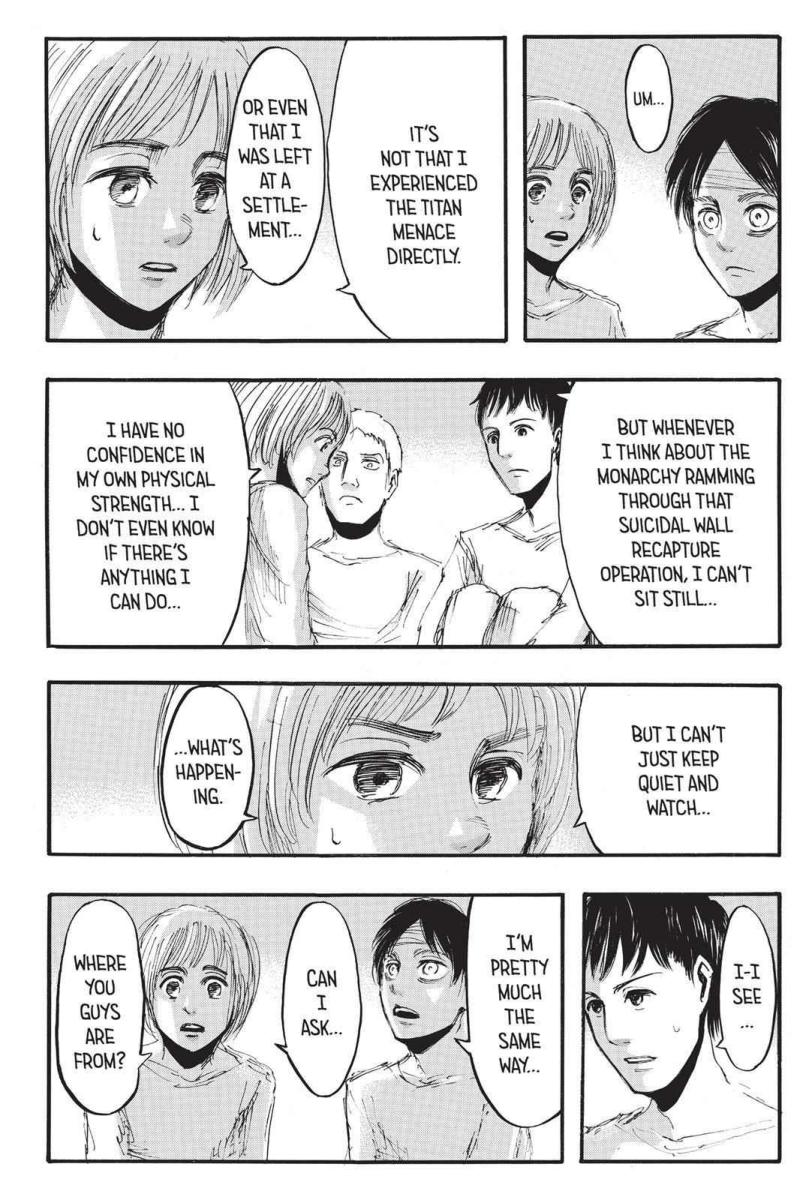 UM...
IT'S
NOT THAT I
EXPERIENCED
THE TITAN
MENACE
DIRECTLY.
OR EVEN
THAT I
WAS LEFT
AT A
SETTLE-
MENT...
BUT WHENEVER
I THINK ABOUT THE
MONARCHY RAMMING
THROUGH THAT
SUICIDAL WALL
RECAPTURE
OPERATION, I CAN'T
SIT STILL...
I HAVE NO
CONFIDENCE IN
MY OWN PHYSICAL
STRENGTH... I
DON'T EVEN KNOW
IF THERE'S
ANYTHING I
CAN DO...
BUT I CAN'T
JUST KEEP
QUIET AND
WATCH...
...WHAT'S
HAPPEN-
ING.
I-I
SEE
...
I'M
PRETTY
MUCH
THE
SAME
WAY...
CAN
I
ASK...
WHERE
YOU
GUYS
ARE
FROM?